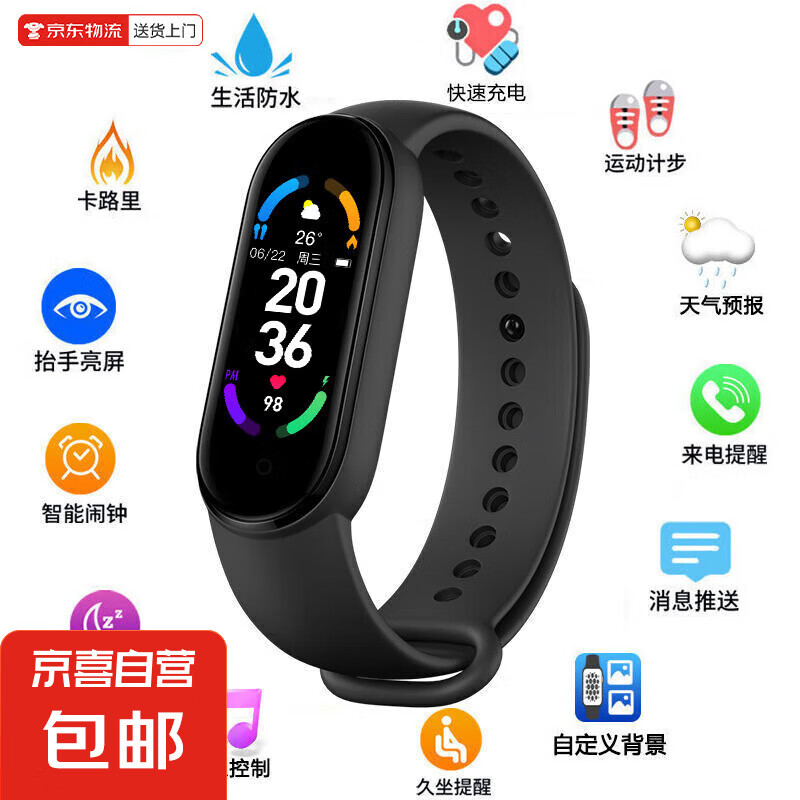 京东物流 送货上门
生活防水
快速充电
运动计步
卡路里
天气预报
抬手亮屏
来电提醒
智能闹钟
消息推送
自定义背景
控制
久坐提醒
26°
06/22 周三
20
36
PAI
98
zz
京喜自营
包邮